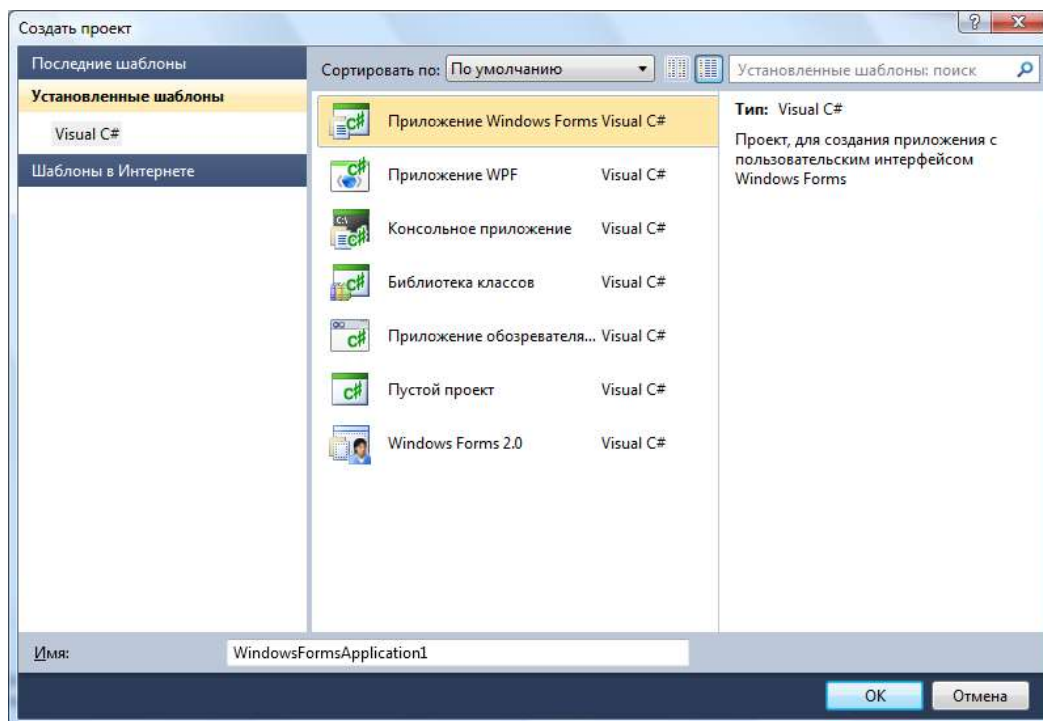 Создать проект
Последние шаблоны
Установленные шаблоны
Visual C#
Шаблоны в Интернете
Сортировать по: По умолчанию
Установленные шаблоны: поиск
Приложение Windows Forms Visual C#
Приложение WPF Visual C#
Консольное приложение Visual C#
Библиотека классов Visual C#
Приложение обозревателя... Visual C#
Пустой проект Visual C#
Windows Forms 2.0 Visual C#
Тип: Visual C#
Проект, для создания приложения с
пользовательским интерфейсом
Windows Forms
Имя: WindowsFormsApplication1
ОК Отмена